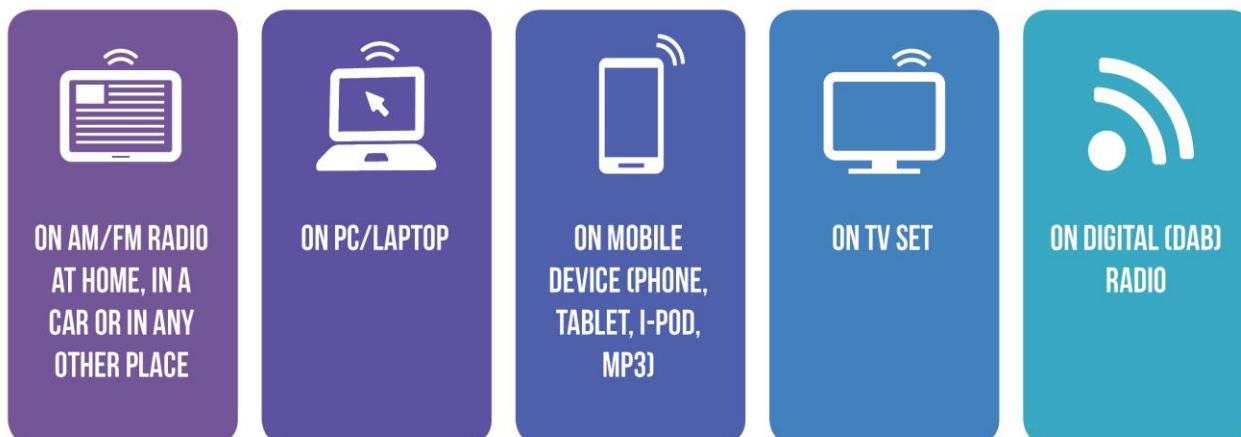 ON AM/FM RADIO
AT HOME, IN A
CAR OR IN ANY
OTHER PLACE
ON PC/LAPTOP
ON MOBILE
DEVICE (PHONE,
TABLET, I-POD,
MP3)
ON TV SET
ON DIGITAL (DAB)
RADIO